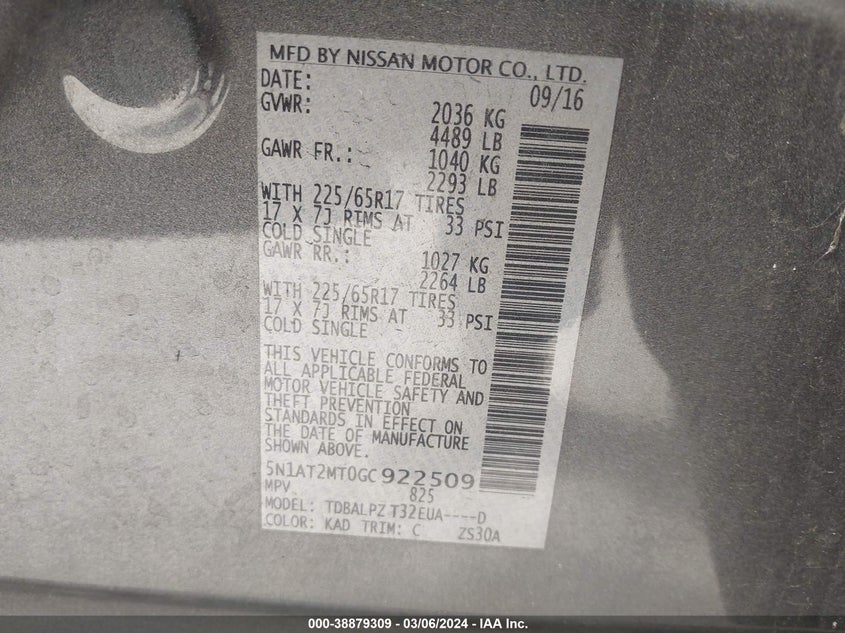 MFD BY NISSAN MOTOR CO., LTD.
DATE: 09/16
GVWR: 2036 KG
4489 LB
GAWR FR.: 1040 KG
2293 LB
WITH 225/65R17 TIRES
17 X 7J RIMS AT 33 PSI
COLD SINGLE
GAWR RR.: 1027 KG
2264 LB
WITH 225/65R17 TIRES
17 X 7J RIMS AT 33 PSI
COLD SINGLE
THIS VEHICLE CONFORMS TO
ALL APPLICABLE FEDERAL
MOTOR VEHICLE SAFETY AND
THEFT PREVENTION
STANDARDS IN EFFECT ON
THE DATE OF MANUFACTURE
SHOWN ABOVE.
5N1AT2MT0GC922509
MPV 825
MODEL: TDBALPZ T32EUA----D
COLOR: KAD TRIM: C ZS30A
000-38879309 - 03/06/2024 - IAA Inc.